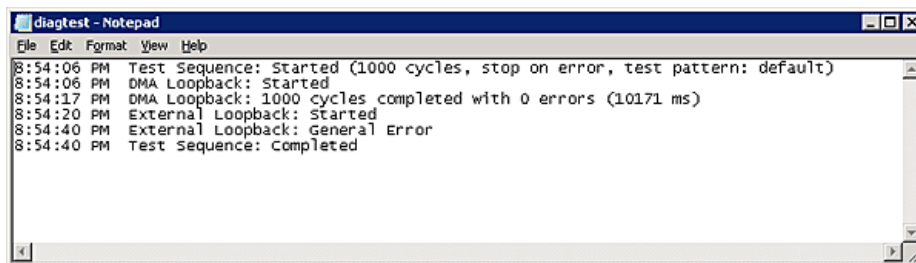 diagtest - Notepad
File Edit Format View Help
8:54:06 PM Test Sequence: Started (1000 cycles, stop on error, test pattern: default)
8:54:06 PM DMA Loopback: Started
8:54:17 PM DMA Loopback: 1000 cycles completed with 0 errors (10171 ms)
8:54:20 PM External Loopback: Started
8:54:40 PM External Loopback: General Error
8:54:40 PM Test Sequence: Completed